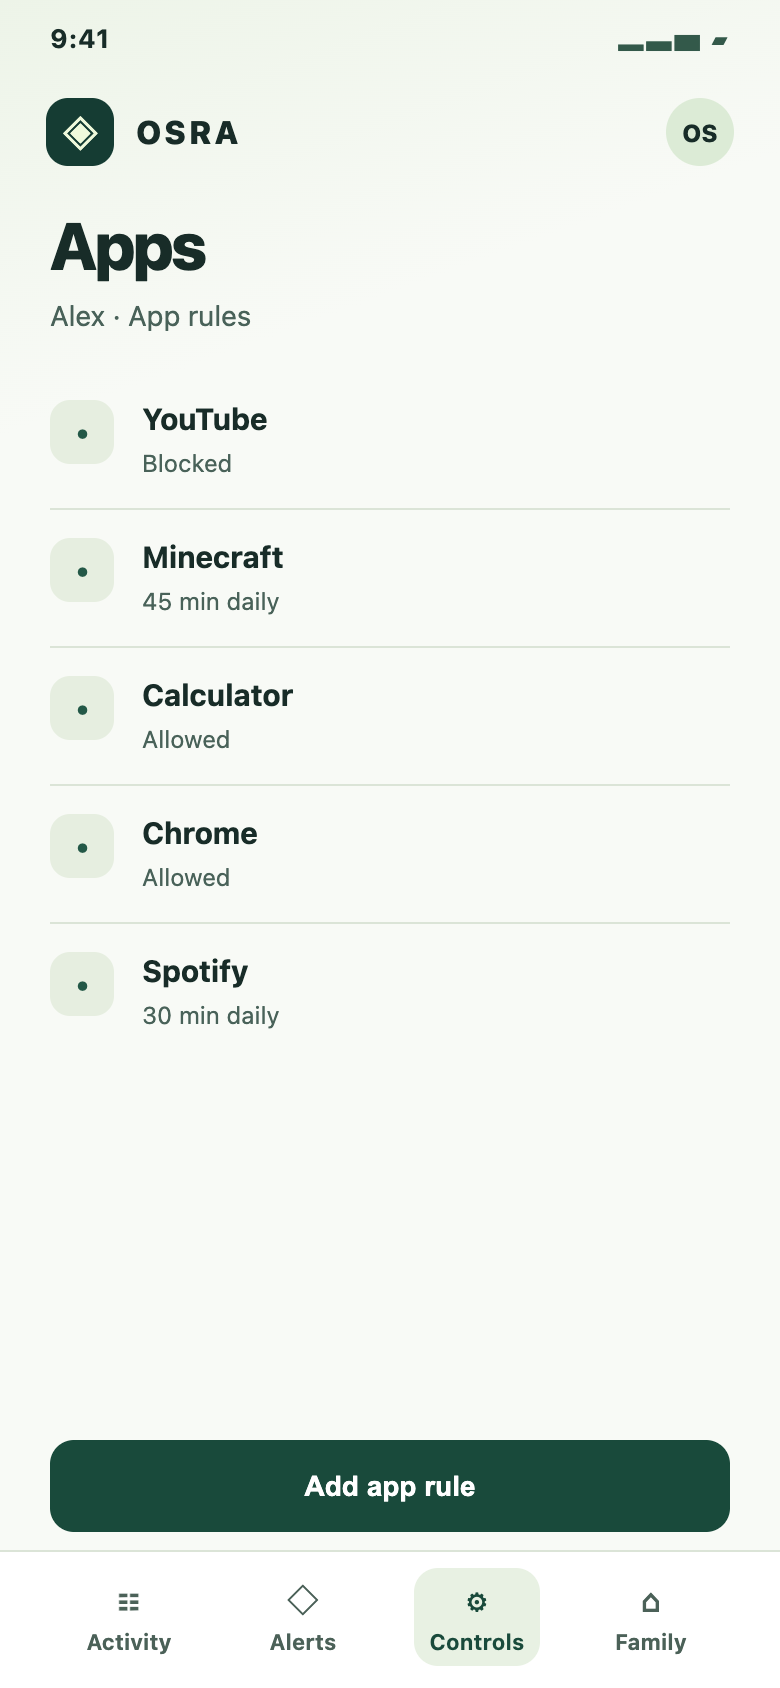 9:41
OSRA
OS
Apps
Alex · App rules
YouTube
Blocked
Minecraft
45 min daily
Calculator
Allowed
Chrome
Allowed
Spotify
30 min daily
Add app rule
Activity
Alerts
Controls
Family